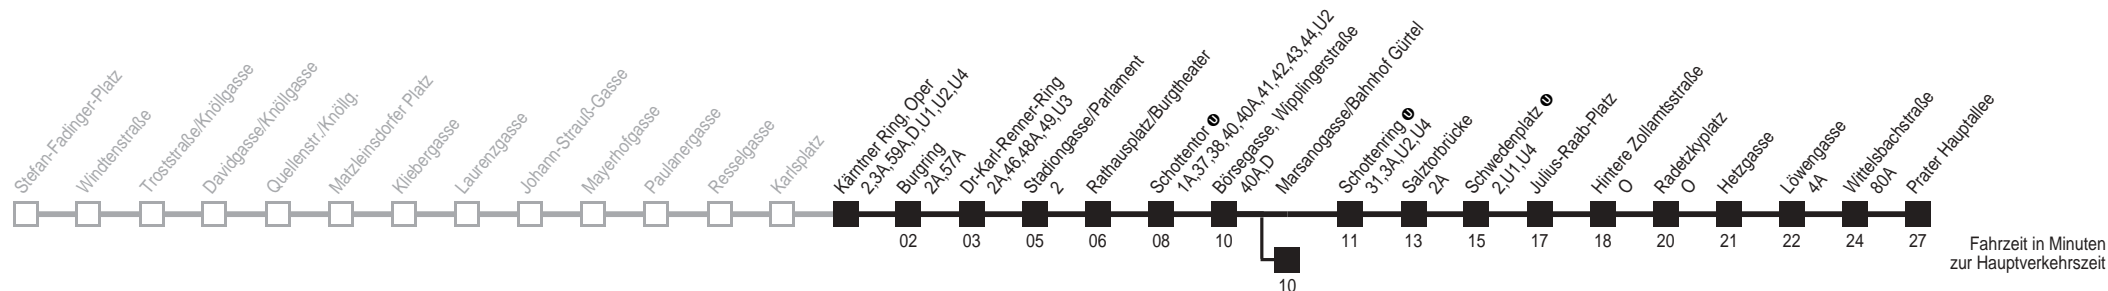 Stefan-Fadinger-Platz
Windtenstraße
Troststraße/Knöllgasse
Davidgasse/Knöllgasse
Quellenstr./Knöllg.
Matzleinsdorfer Platz
Kliebergasse
Laurenzgasse
Johann-Strauß-Gasse
Mayerhofgasse
Paulanergasse
Resselgasse
Karlsplatz
Kärntner Ring, Oper
2,3A,59A,D,U1,U2,U4
Burgring
2A,57A
Dr-Karl-Renner-Ring
2A,46,48A,49,U3
Stadiongasse/Parlament
2
Rathausplatz/Burgtheater
Schottentor U
1A,37,38,40,40A,41,42,43,44,U2
Börsegasse, Wipplingerstraße
40A,D
Marsanogasse/Bahnhof Gürtel
Schottenring U
31,3A,U2,U4
Salztorbrücke
2A
Schwedenplatz U
2,U1,U4
Julius-Raab-Platz
Hintere Zollamtsstraße
O
Radetzkyplatz
O
Hetzgasse
Löwengasse
4A
Wittelsbachstraße
80A
Prater Hauptallee
02 03 05 06 08 10 11 13 15 17 18 20 21 22 24 27
10
Fahrzeit in Minuten
zur Hauptverkehrszeit